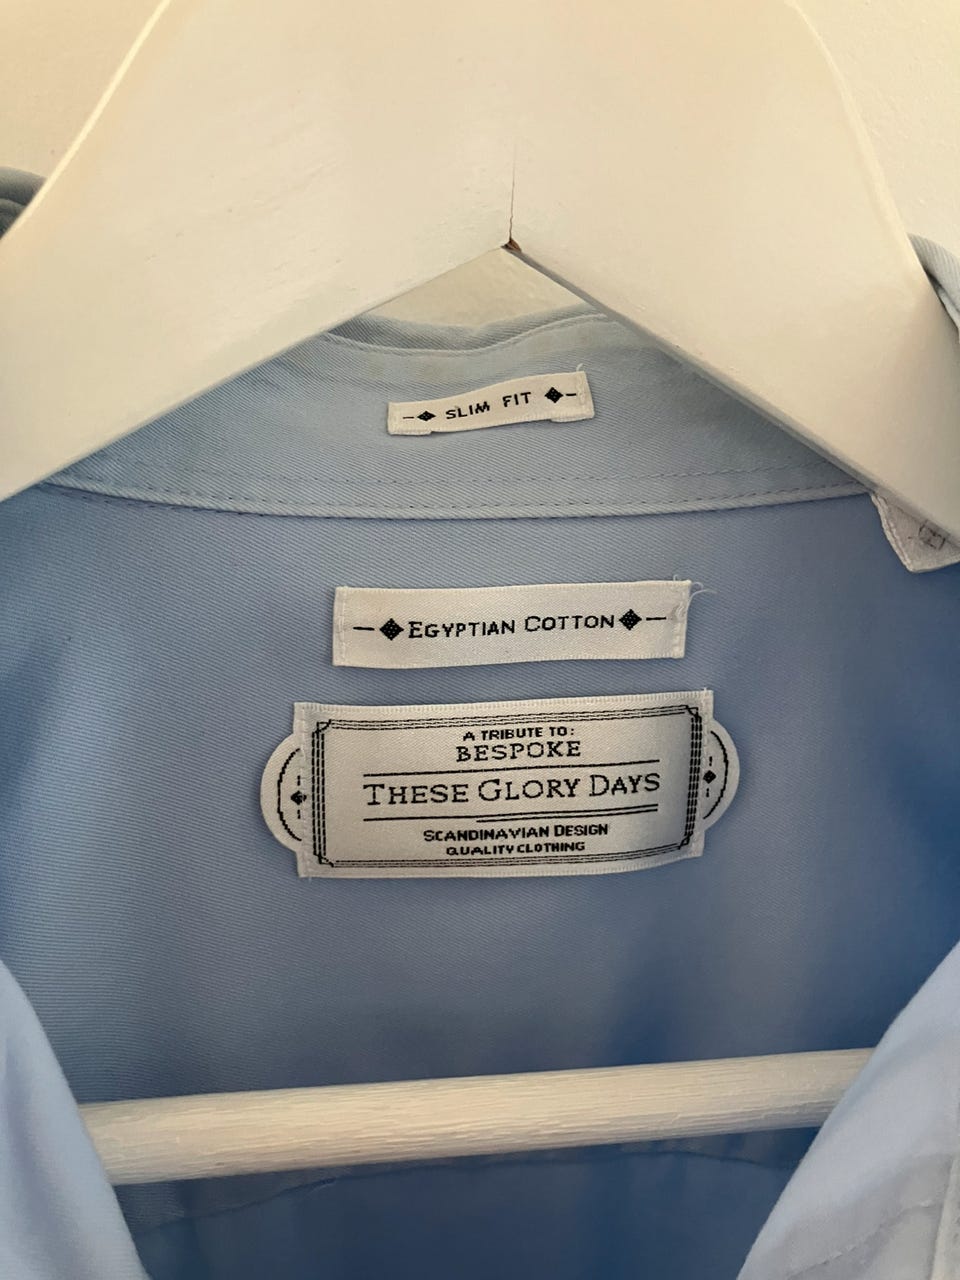 SLIM FIT
EGYPTIAN COTTON
A TRIBUTE TO:
BESPOKE
THESE GLORY DAYS
SCANDINAVIAN DESIGN
QUALITY CLOTHING